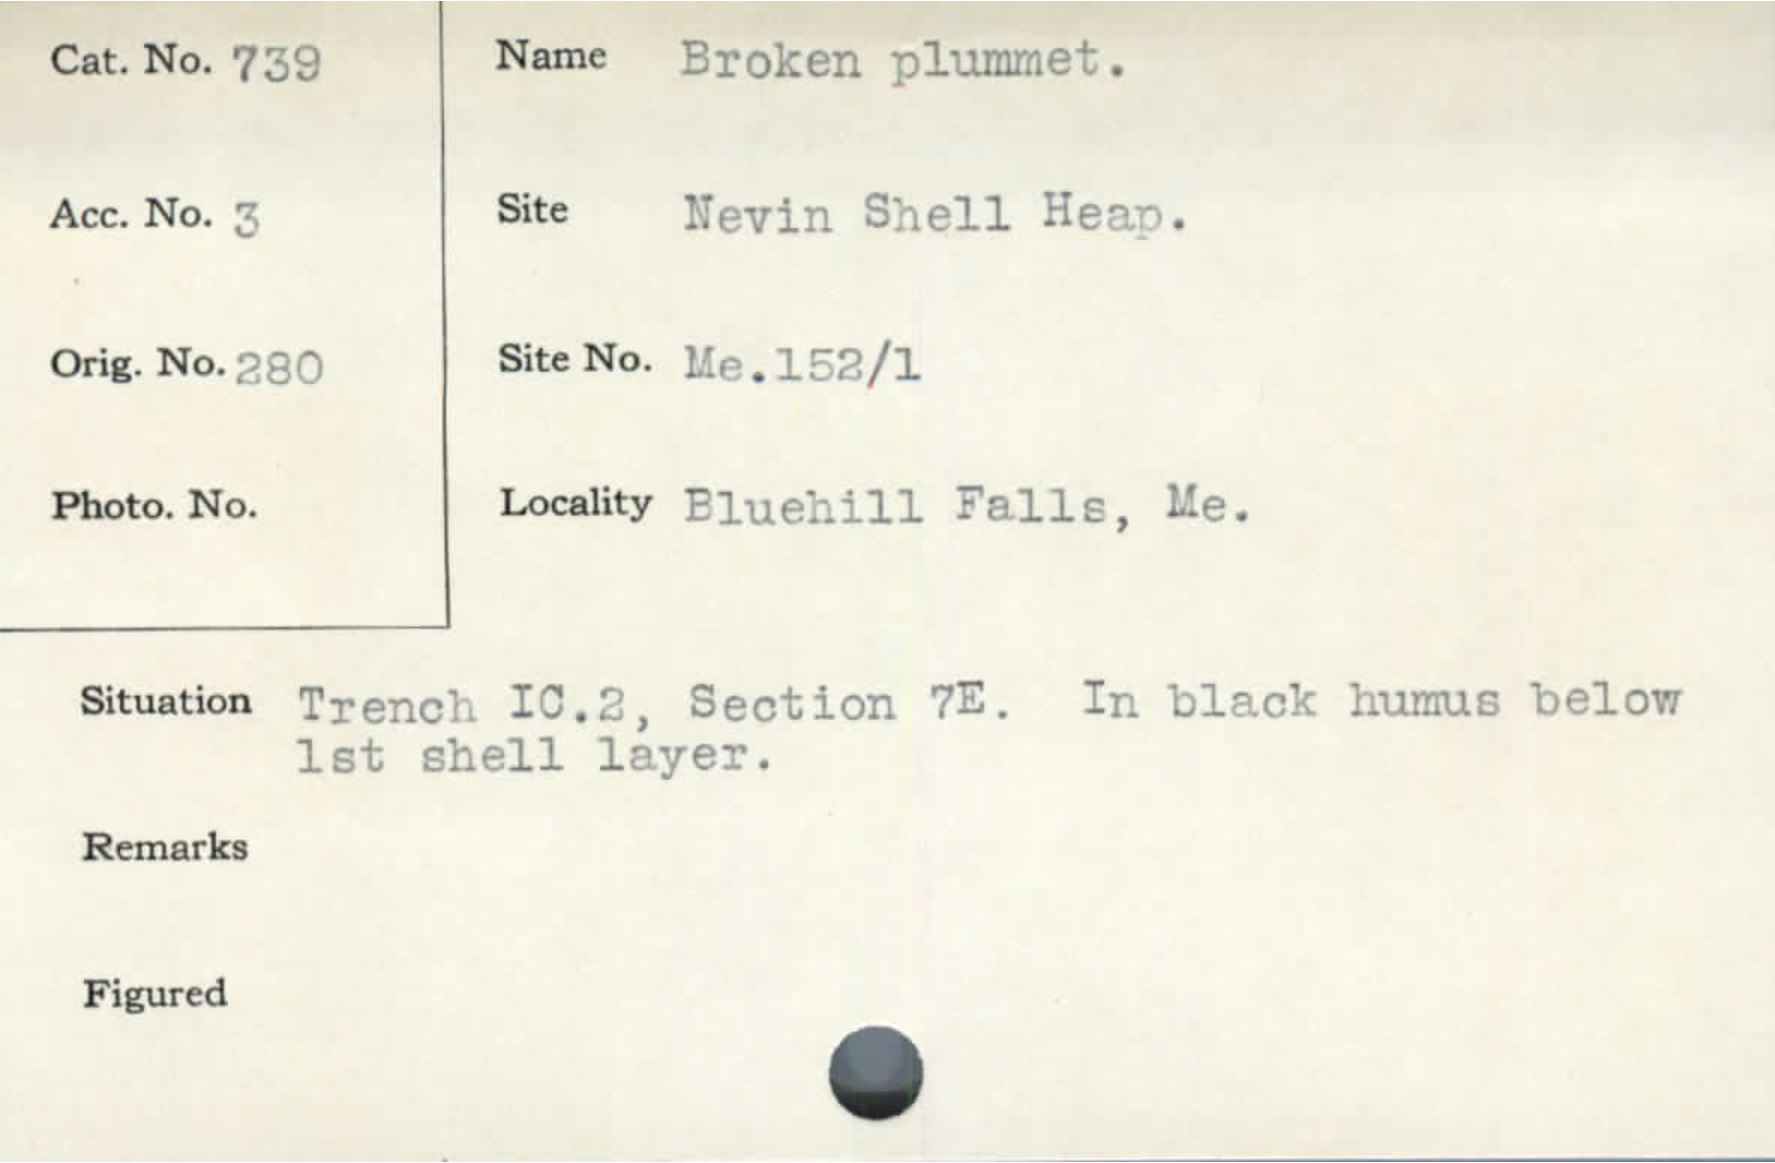 Cat. No. 739
Name Broken plummet.
Acc. No. 3
Site Nevin Shell Heap.
Orig. No. 280
Site No. Me.152/1
Photo. No.
Locality Bluehill Falls, Me.
Situation Trench IC.2, Section 7E. In black humus below
1st shell layer.
Remarks
Figured